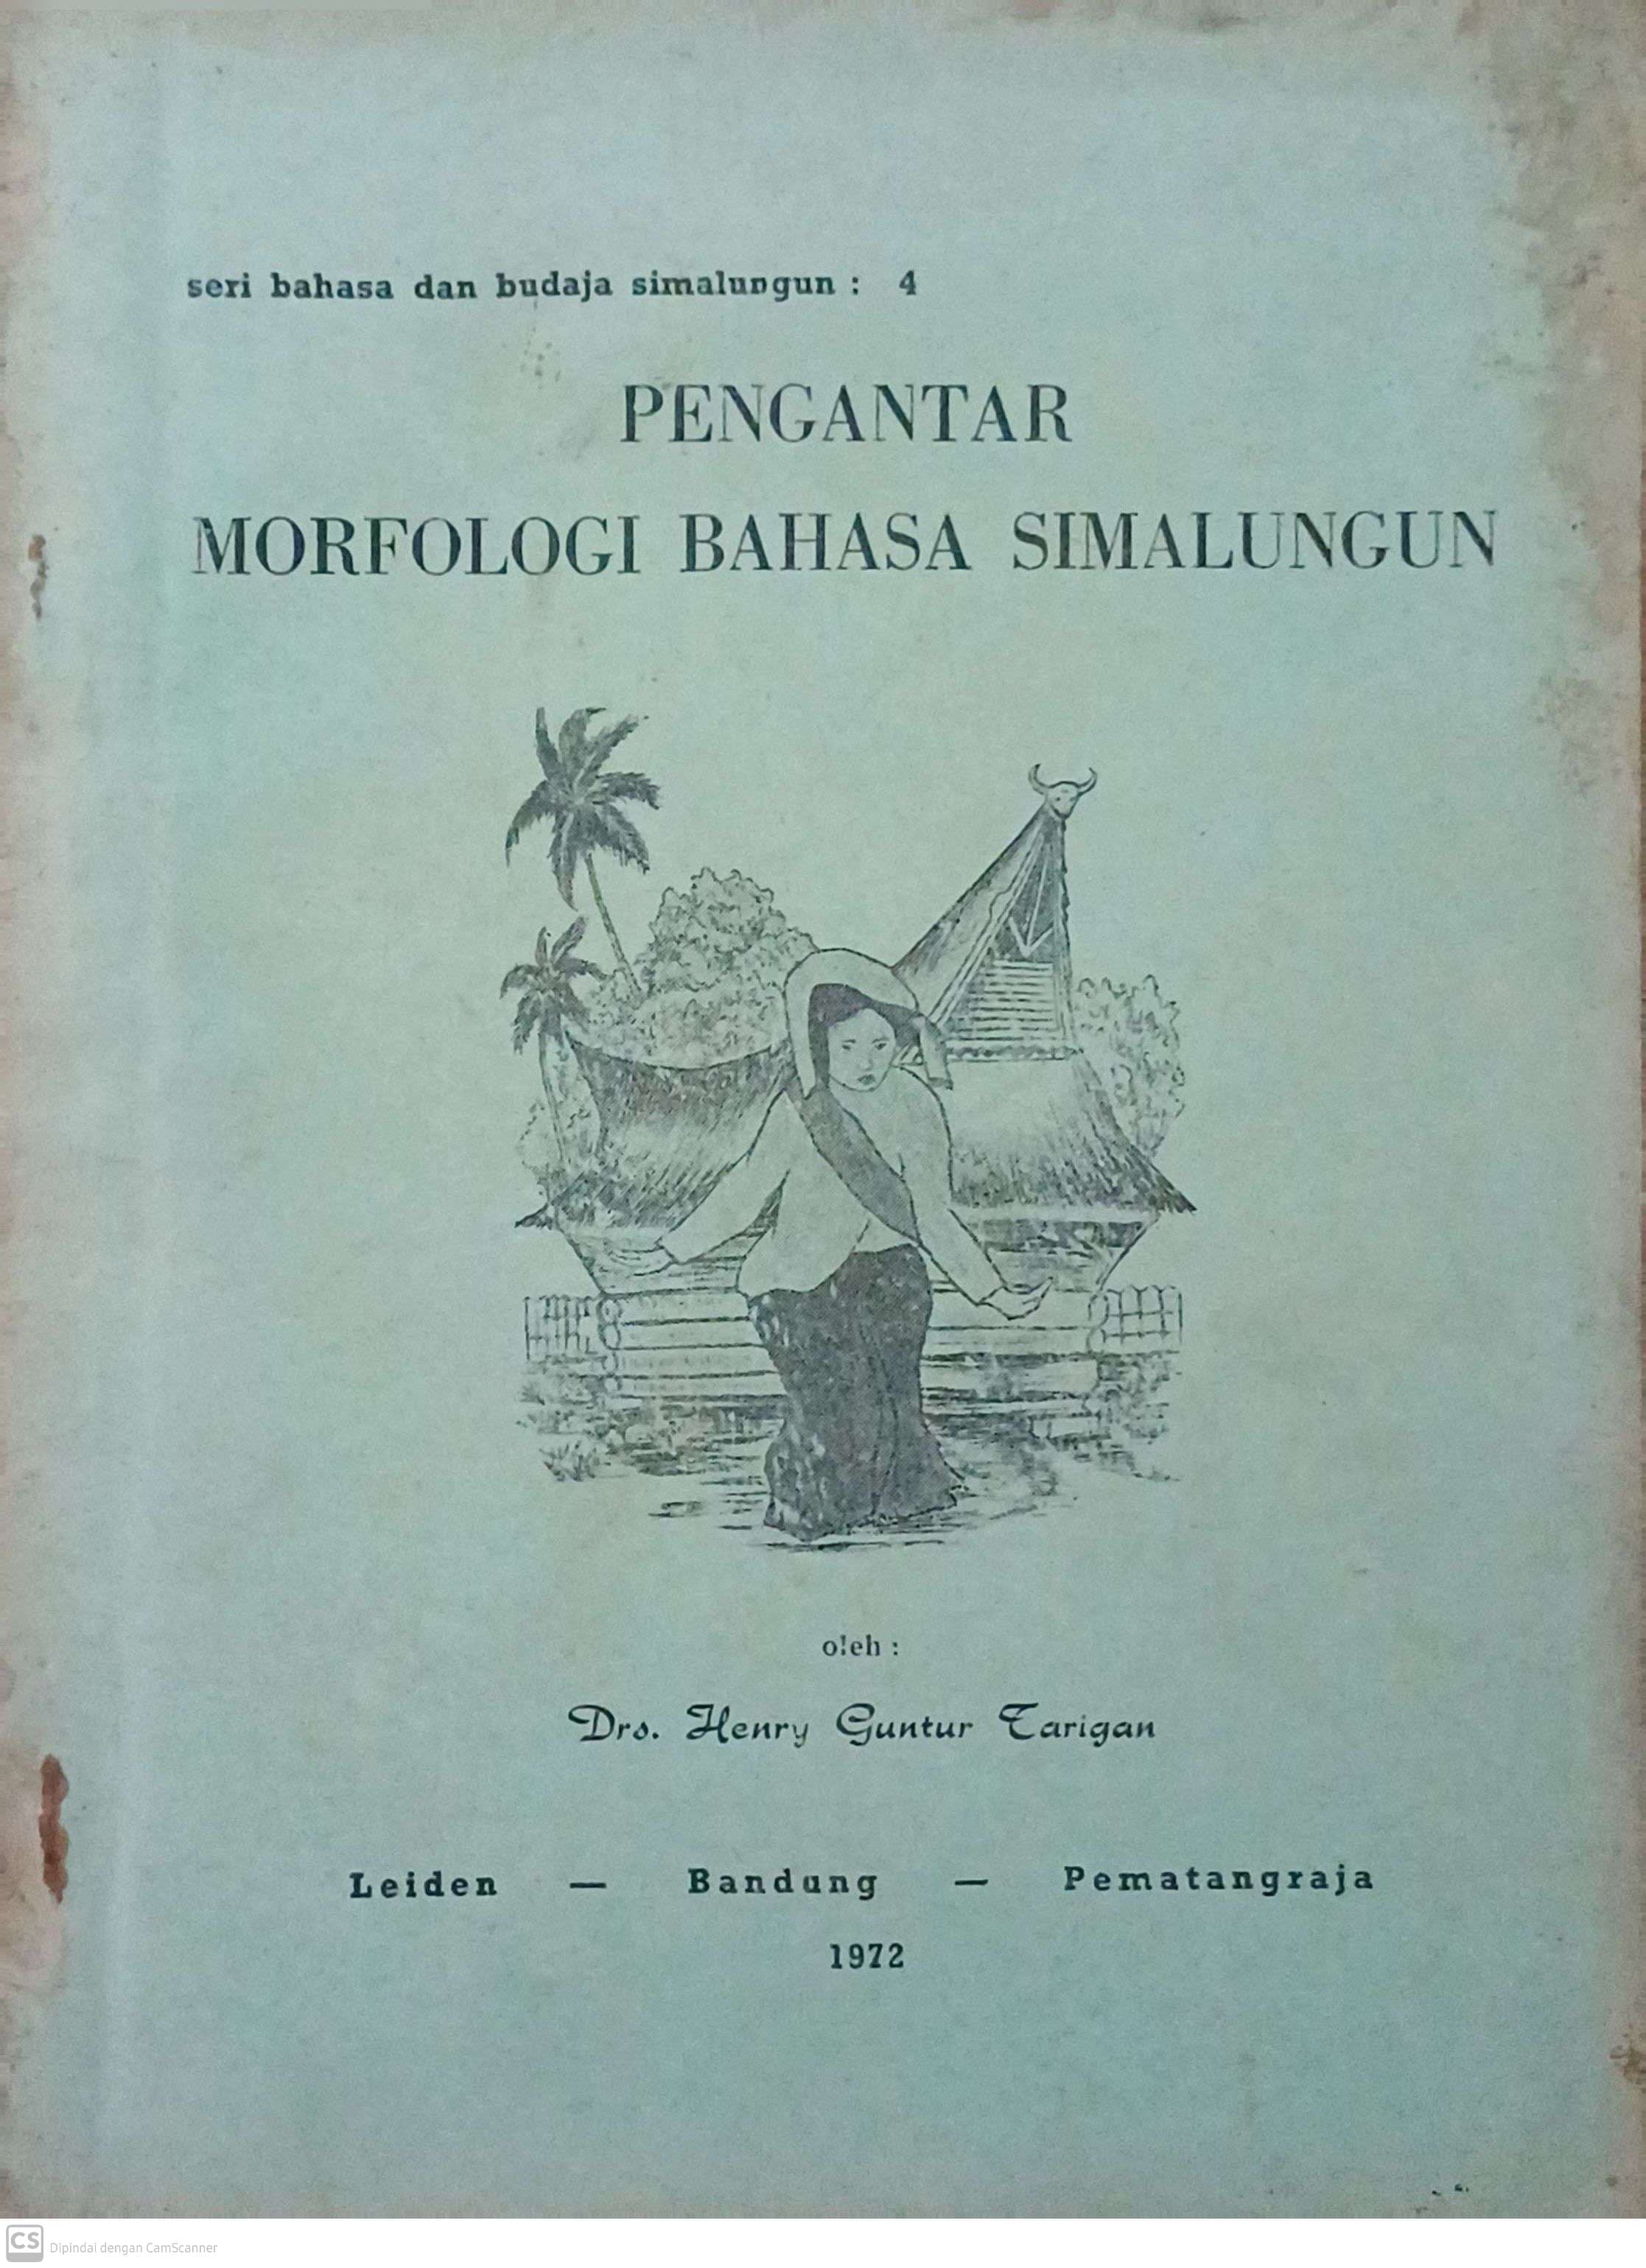 seri bahasa dan budaja simalungun : 4
PENGANTAR
MORFOLOGI BAHASA SIMALUNGUN
oleh :
Drs. Henry Guntur Tarigan
Leiden — Bandung — Pematangraja
1972
CS Dipindai dengan CamScanner